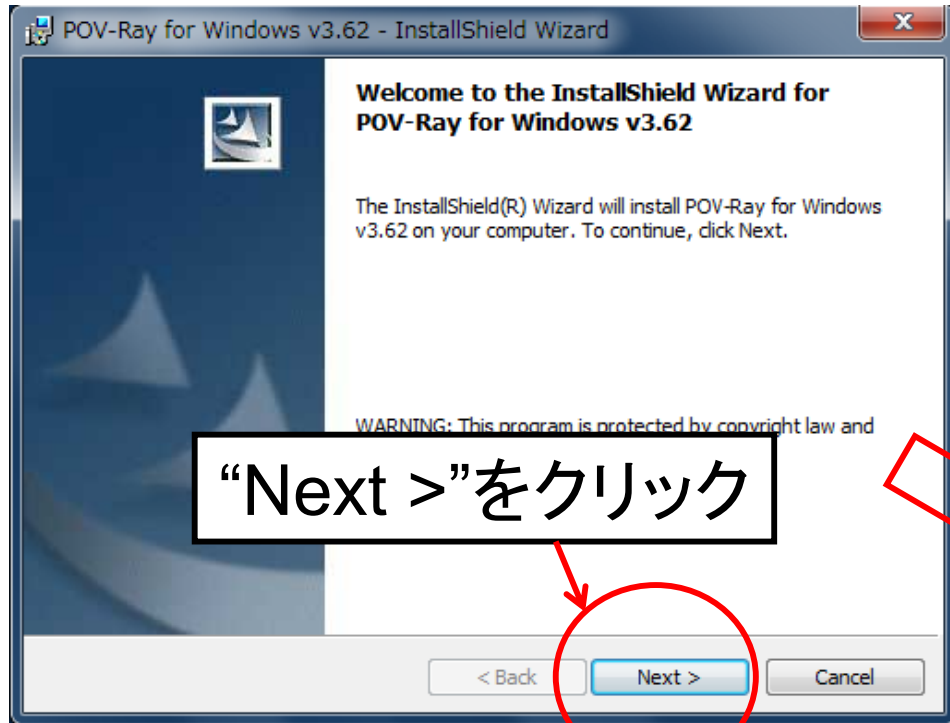 POV-Ray for Windows v3.62 - InstallShield Wizard
Welcome to the InstallShield Wizard for
POV-Ray for Windows v3.62
The InstallShield(R) Wizard will install POV-Ray for Windows
v3.62 on your computer. To continue, click Next.
WARNING: This program is protected by copyright law and
“Next >”をクリック
< Back
Next >
Cancel